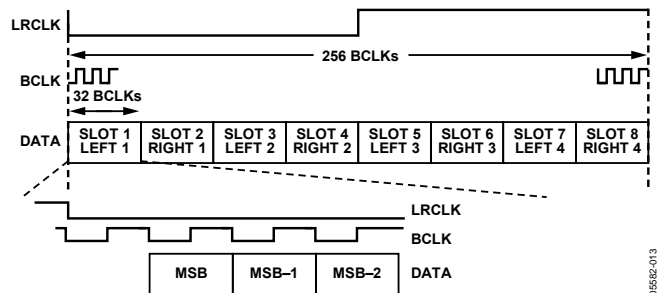 LRCLK
256 BCLKs
BCLK
32 BCLKs
DATA
SLOT 1
LEFT 1
SLOT 2
RIGHT 1
SLOT 3
LEFT 2
SLOT 4
RIGHT 2
SLOT 5
LEFT 3
SLOT 6
RIGHT 3
SLOT 7
LEFT 4
SLOT 8
RIGHT 4
LRCLK
BCLK
MSB
MSB–1
MSB–2
DATA
05582-013